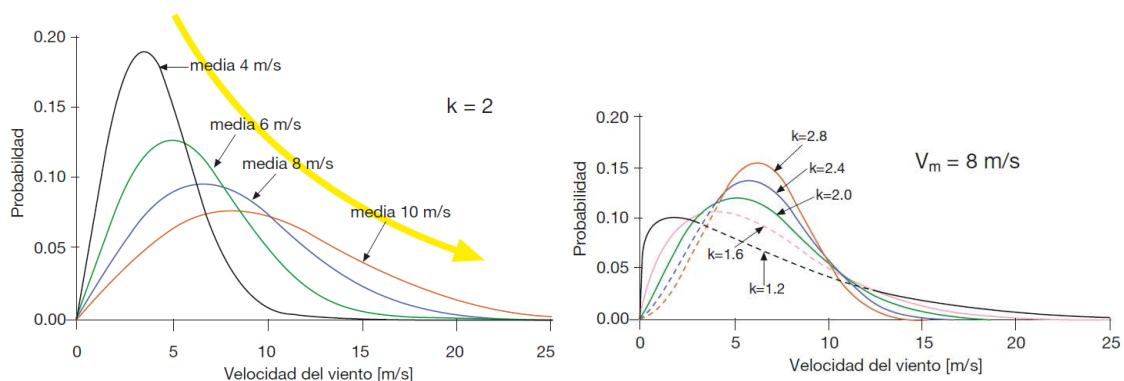 Probabilidad
0.20
0.15
0.10
0.05
0.00
media 4 m/s
k = 2
media 6 m/s
media 8 m/s
media 10 m/s
0
5
10
15
20
25
Velocidad del viento [m/s]
Probabilidad
0.20
0.15
0.10
0.05
0.00
k=2.8
V_m = 8 m/s
k=2.4
k=2.0
k=1.6
k=1.2
0
5
10
15
20
25
Velocidad del viento [m/s]